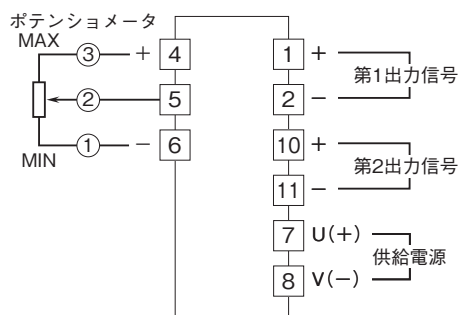 ポテンショメータ
MAX
③ + 4
② 5
① − 6
MIN
1 +
第1出力信号
2 −
10 +
第2出力信号
11 −
7 U(+)
供給電源
8 V(−)